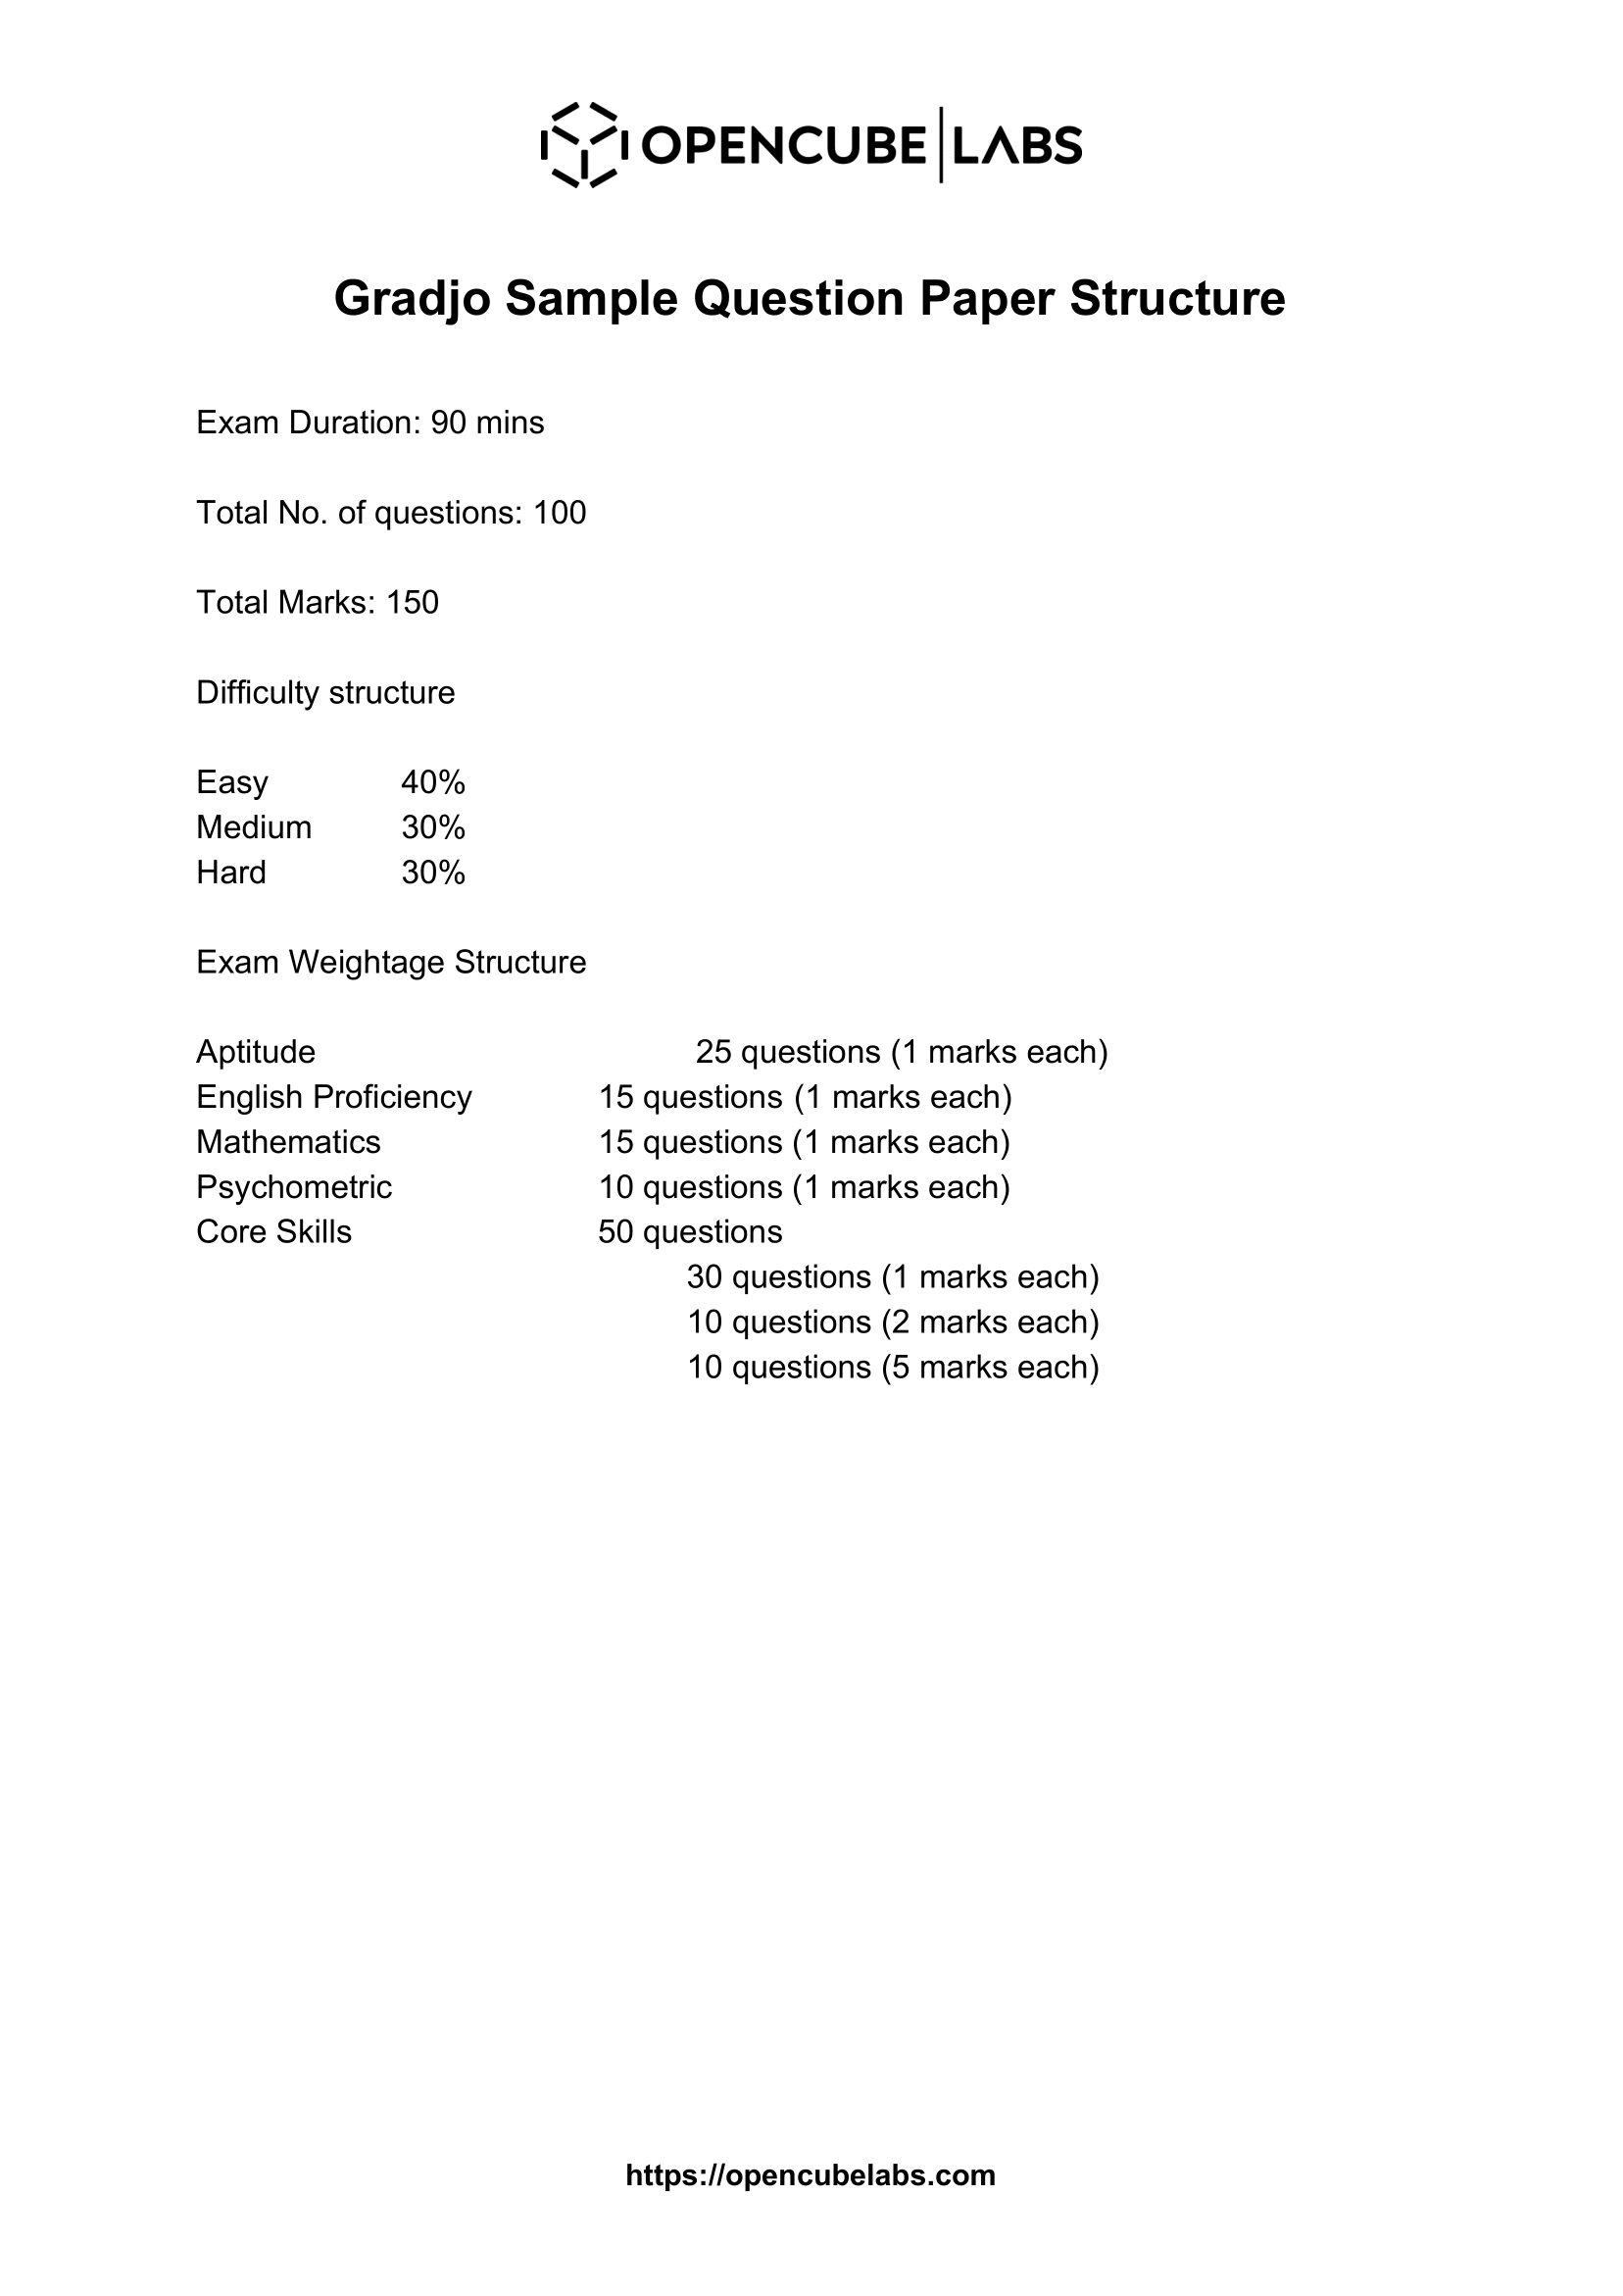 OPENCUBE LABS
Gradjo Sample Question Paper Structure
Exam Duration: 90 mins
Total No. of questions: 100
Total Marks: 150
Difficulty structure
Easy 40%
Medium 30%
Hard 30%
Exam Weightage Structure
Aptitude 25 questions (1 marks each)
English Proficiency 15 questions (1 marks each)
Mathematics 15 questions (1 marks each)
Psychometric 10 questions (1 marks each)
Core Skills 50 questions
30 questions (1 marks each)
10 questions (2 marks each)
10 questions (5 marks each)
https://opencubelabs.com